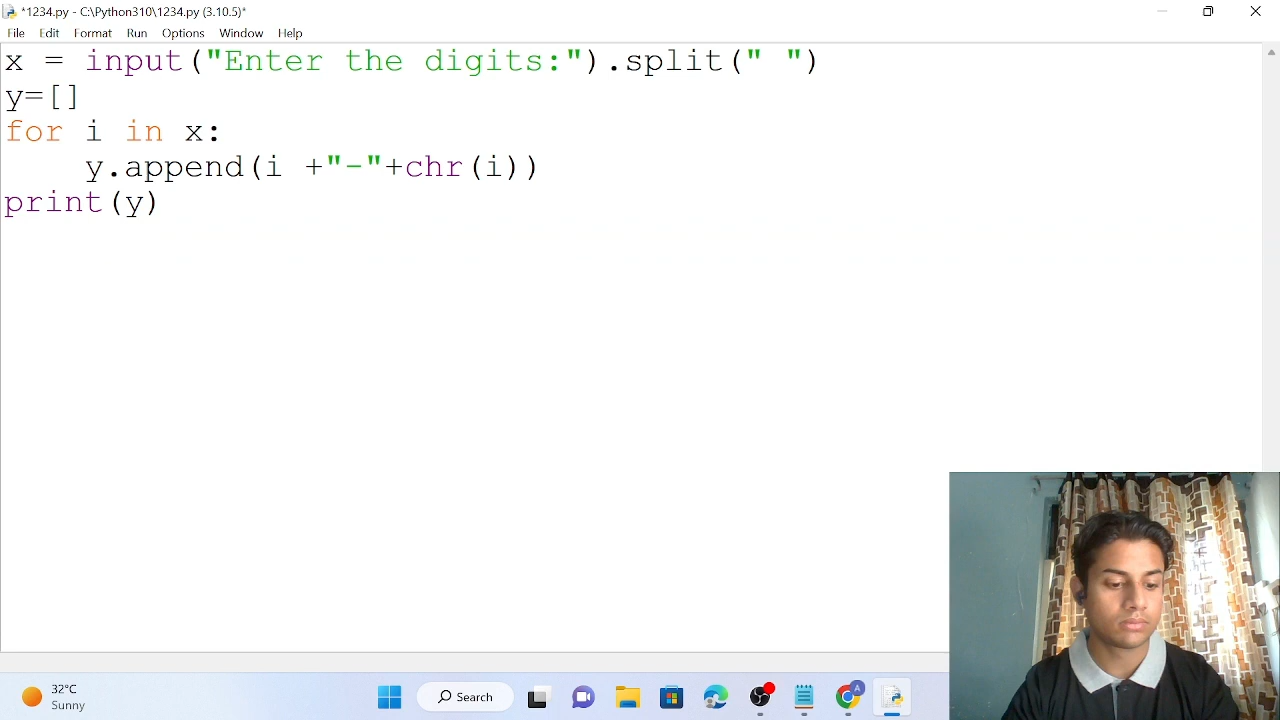 *1234.py - C:\Python310\1234.py (3.10.5)*
File Edit Format Run Options Window Help
x = input("Enter the digits:").split(" ")
y=[]
for i in x:
    y.append(i +"-"+chr(i))
print(y)
32°C
Sunny
Search
A